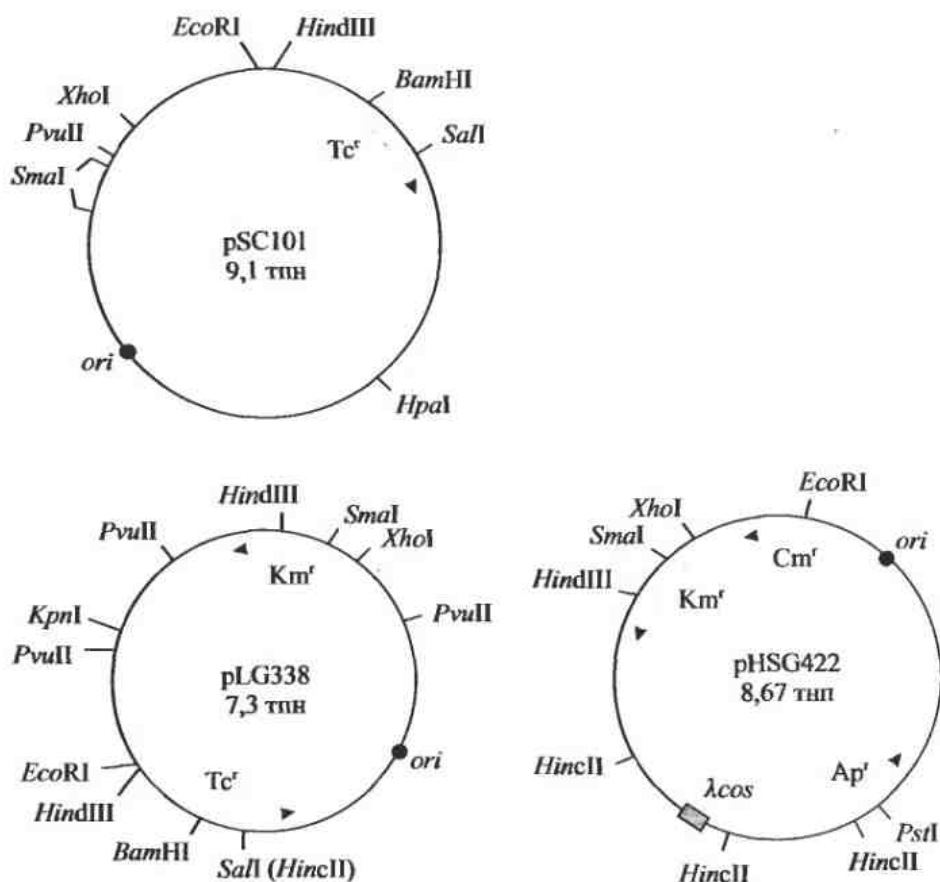 EcoRI
HindIII
BamHI
SalI
XhoI
PvuII
SmaI
Tcʳ
pSC101
9,1 тпн
ori
HpaI
HindIII
SmaI
XhoI
PvuII
Kmʳ
KpnI
PvuII
PvuII
pLG338
7,3 тпн
EcoRI
HindIII
Tcʳ
ori
BamHI
SalI (HincII)
EcoRI
XhoI
SmaI
ori
HindIII
Cmʳ
Kmʳ
pHSG422
8,67 тнп
HincII
λcos
Apʳ
PstI
HincII
HincII